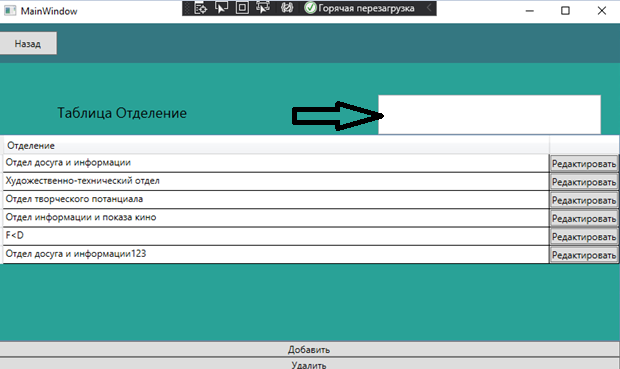 MainWindow
Горячая перезагрузка
Назад
Таблица Отделение
Отделение
Отдел досуга и информации Редактировать
Художественно-технический отдел Редактировать
Отдел творческого потанциала Редактировать
Отдел информации и показа кино Редактировать
F<D Редактировать
Отдел досуга и информации123 Редактировать
Добавить
Удалить